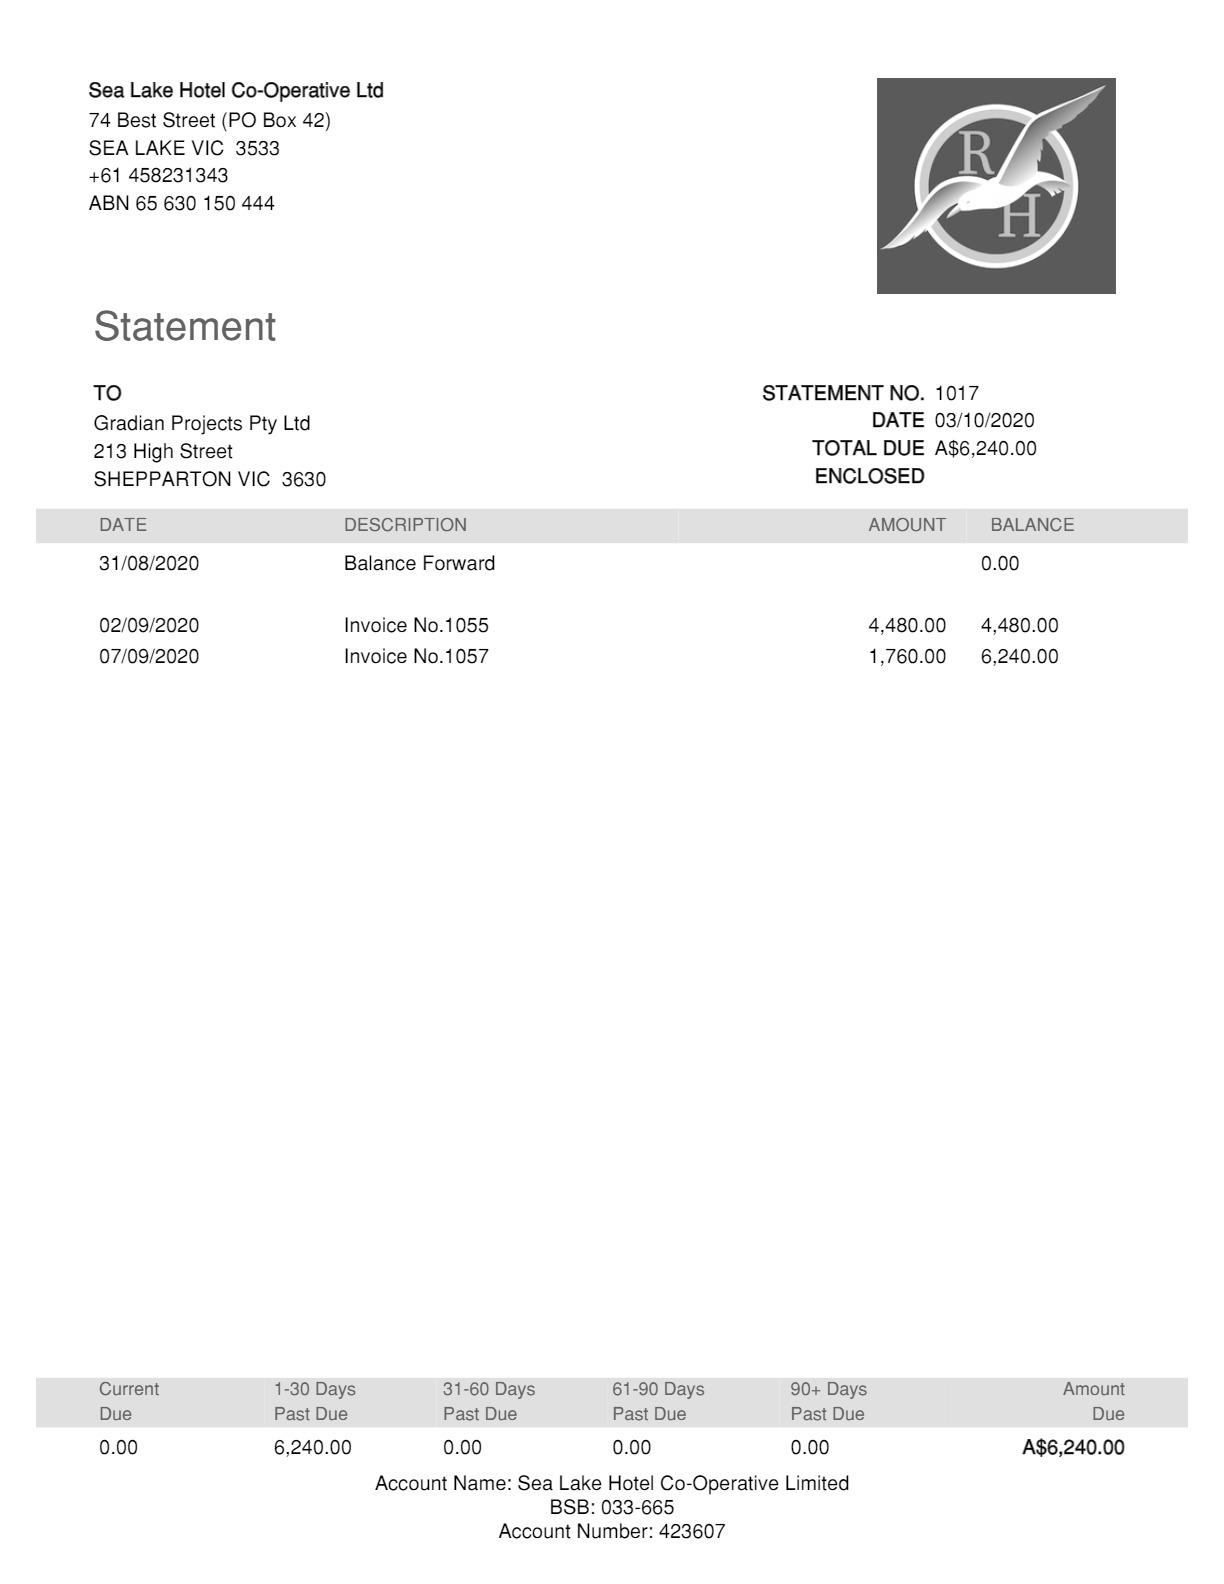 Sea Lake Hotel Co-Operative Ltd
74 Best Street (PO Box 42)
SEA LAKE VIC  3533
+61 458231343
ABN 65 630 150 444
R
H
Statement
TO
Gradian Projects Pty Ltd
213 High Street
SHEPPARTON VIC  3630
STATEMENT NO. 1017
DATE 03/10/2020
TOTAL DUE A$6,240.00
ENCLOSED
DATE DESCRIPTION AMOUNT BALANCE
31/08/2020 Balance Forward 0.00
02/09/2020 Invoice No.1055 4,480.00 4,480.00
07/09/2020 Invoice No.1057 1,760.00 6,240.00
Current 1-30 Days 31-60 Days 61-90 Days 90+ Days Amount
Due Past Due Past Due Past Due Past Due Due
0.00 6,240.00 0.00 0.00 0.00 A$6,240.00
Account Name: Sea Lake Hotel Co-Operative Limited
BSB: 033-665
Account Number: 423607